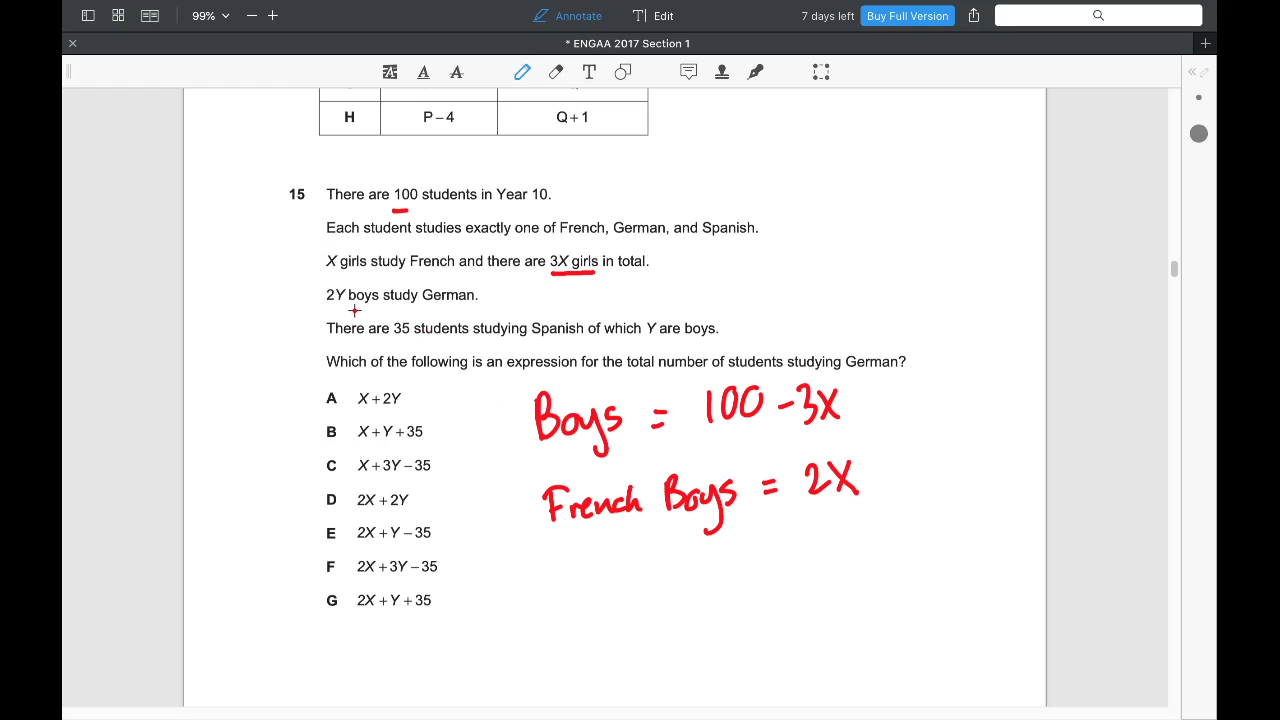 99%
Annotate
Edit
7 days left
Buy Full Version
* ENGAA 2017 Section 1
H P – 4 Q + 1
15 There are 100 students in Year 10.
Each student studies exactly one of French, German, and Spanish.
X girls study French and there are 3X girls in total.
2Y boys study German.
There are 35 students studying Spanish of which Y are boys.
Which of the following is an expression for the total number of students studying German?
A X + 2Y
B X + Y + 35
C X + 3Y – 35
D 2X + 2Y
E 2X + Y – 35
F 2X + 3Y – 35
G 2X + Y + 35
Boys = 100 - 3X
French Boys = 2X